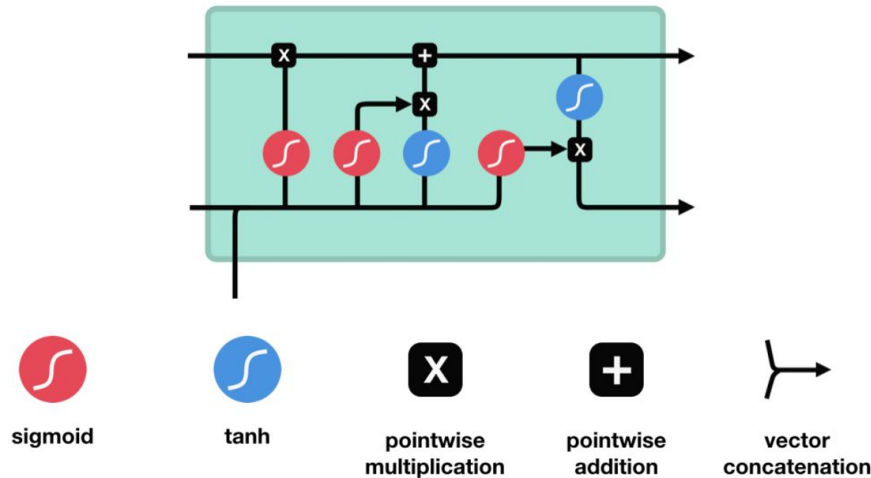 X
+
X
X
X
+
sigmoid
tanh
pointwise
multiplication
pointwise
addition
vector
concatenation